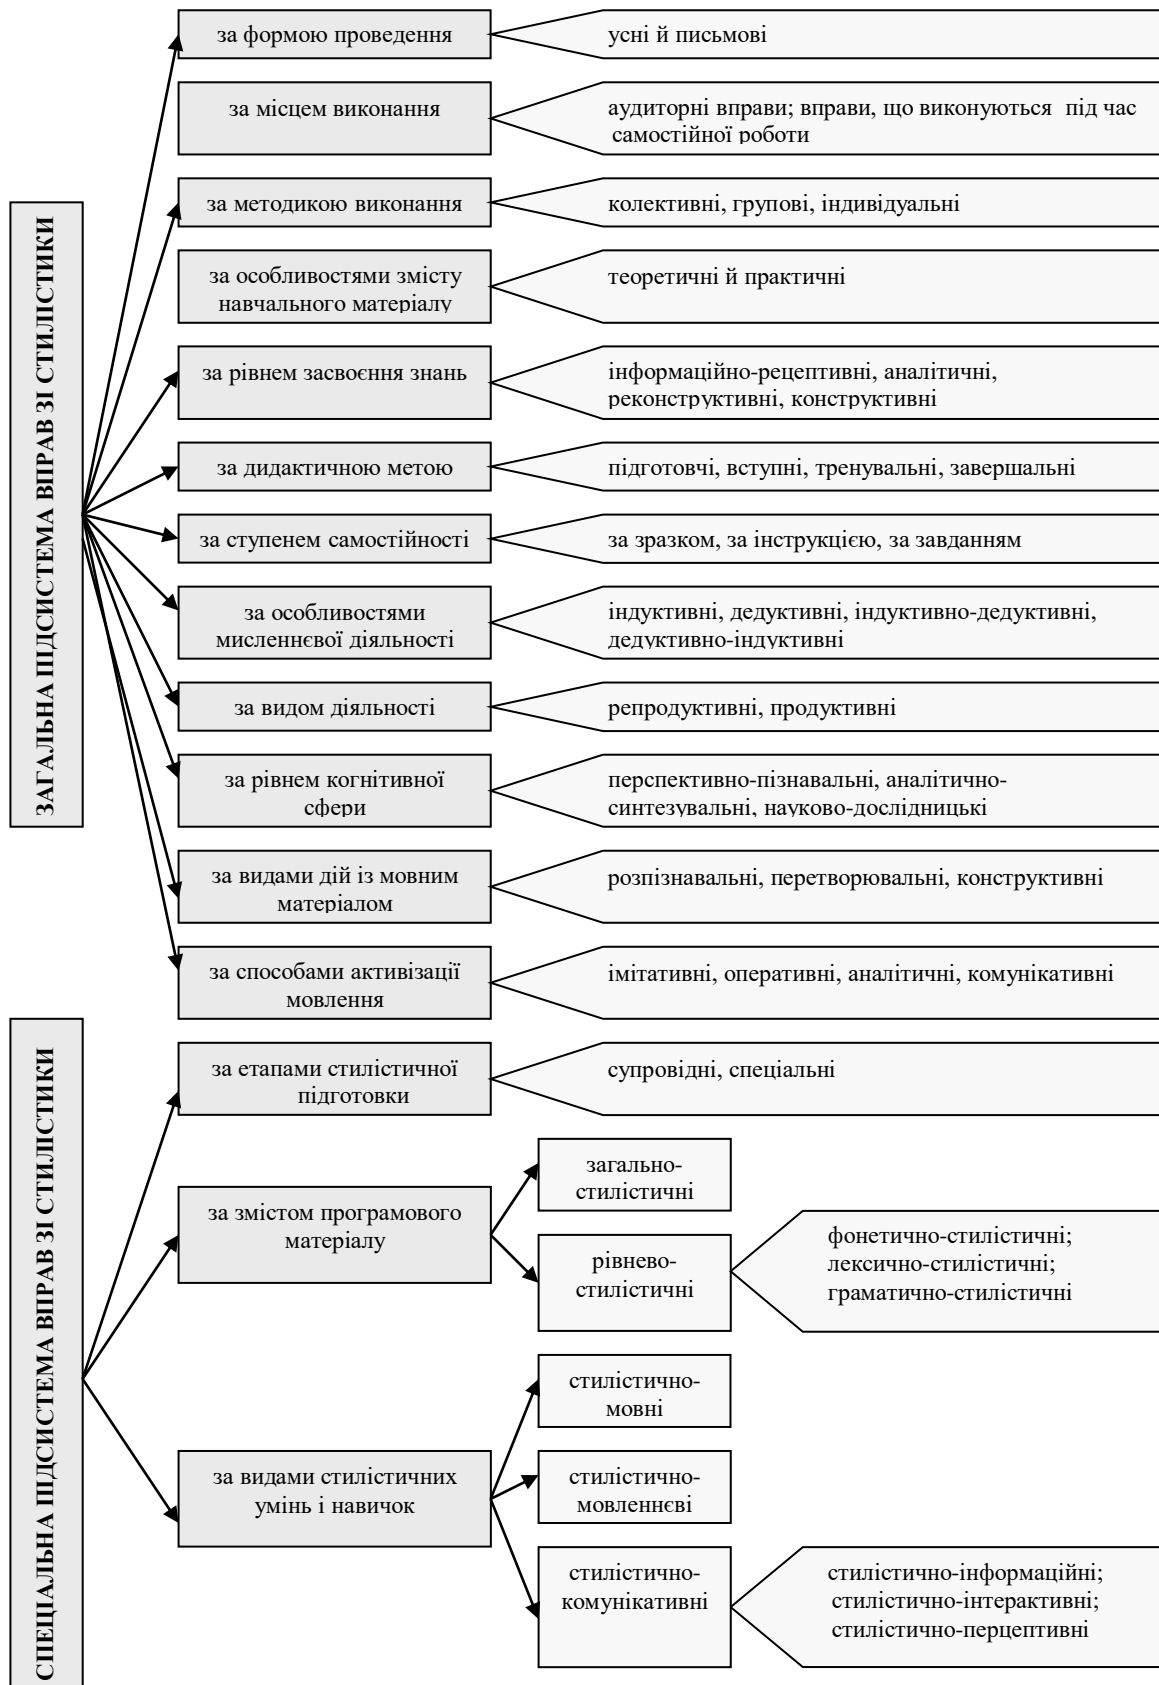 ЗАГАЛЬНА ПІДСИСТЕМА ВПРАВ ЗІ СТИЛІСТИКИ
за формою проведення
усні й письмові
за місцем виконання
аудиторні вправи; вправи, що виконуються під час
самостійної роботи
за методикою виконання
колективні, групові, індивідуальні
за особливостями змісту
навчального матеріалу
теоретичні й практичні
за рівнем засвоєння знань
інформаційно-рецептивні, аналітичні,
реконструктивні, конструктивні
за дидактичною метою
підготовчі, вступні, тренувальні, завершальні
за ступенем самостійності
за зразком, за інструкцією, за завданням
за особливостями
мисленнєвої діяльності
індуктивні, дедуктивні, індуктивно-дедуктивні,
дедуктивно-індуктивні
за видом діяльності
репродуктивні, продуктивні
за рівнем когнітивної
сфери
перспективно-пізнавальні, аналітично-
синтезувальні, науково-дослідницькі
за видами дій із мовним
матеріалом
розпізнавальні, перетворювальні, конструктивні
за способами активізації
мовлення
імітативні, оперативні, аналітичні, комунікативні
СПЕЦІАЛЬНА ПІДСИСТЕМА ВПРАВ ЗІ СТИЛІСТИКИ
за етапами стилістичної
підготовки
супровідні, спеціальні
за змістом програмового
матеріалу
загально-
стилістичні
рівнево-
стилістичні
фонетично-стилістичні;
лексично-стилістичні;
граматично-стилістичні
за видами стилістичних
умінь і навичок
стилістично-
мовні
стилістично-
мовленнєві
стилістично-
комунікативні
стилістично-інформаційні;
стилістично-інтерактивні;
стилістично-перцептивні